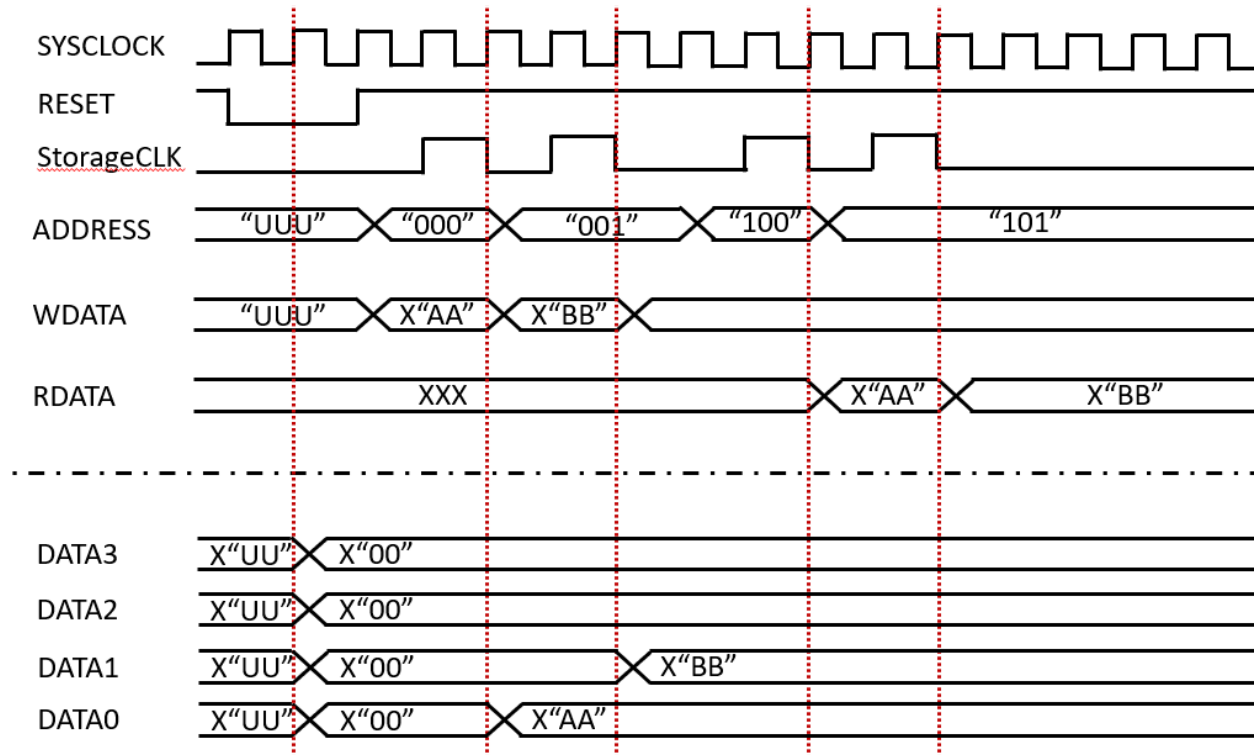 SYSCLOCK
RESET
StorageCLK
ADDRESS “UUU” “000” “001” “100” “101”
WDATA “UUU” X“AA” X“BB”
RDATA XXX X“AA” X“BB”
DATA3 X“UU” X“00”
DATA2 X“UU” X“00”
DATA1 X“UU” X“00” X“BB”
DATA0 X“UU” X“00” X“AA”